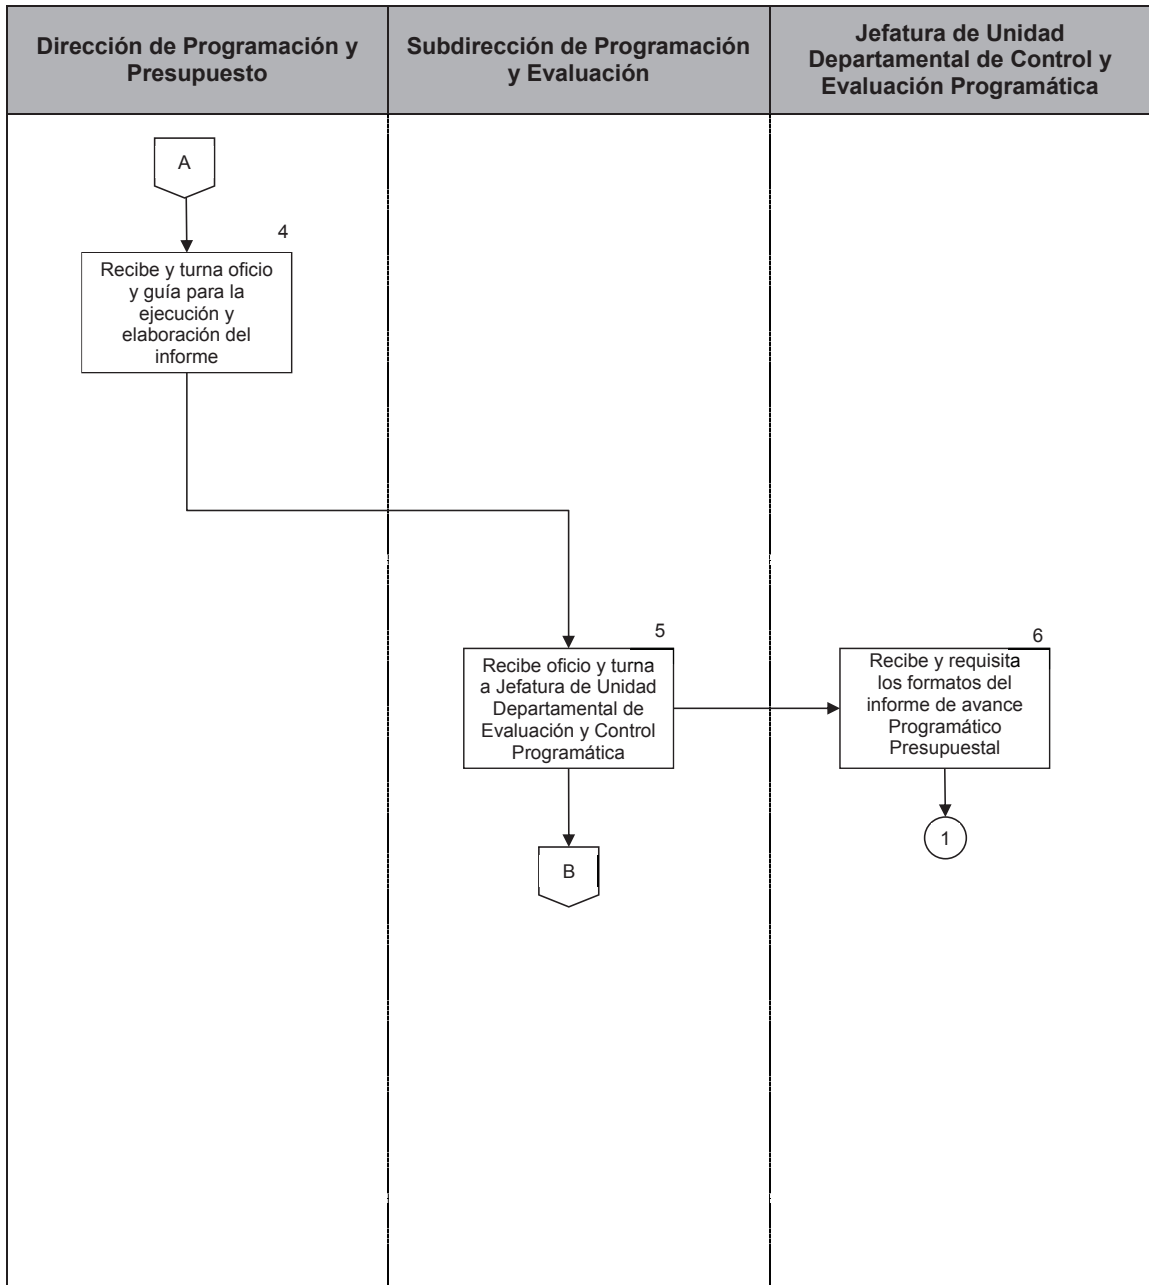 Dirección de Programación y
Presupuesto
Subdirección de Programación
y Evaluación
Jefatura de Unidad
Departamental de Control y
Evaluación Programática
A
4
Recibe y turna oficio
y guía para la
ejecución y
elaboración del
informe
5
Recibe oficio y turna
a Jefatura de Unidad
Departamental de
Evaluación y Control
Programática
6
Recibe y requisita
los formatos del
informe de avance
Programático
Presupuestal
B
1